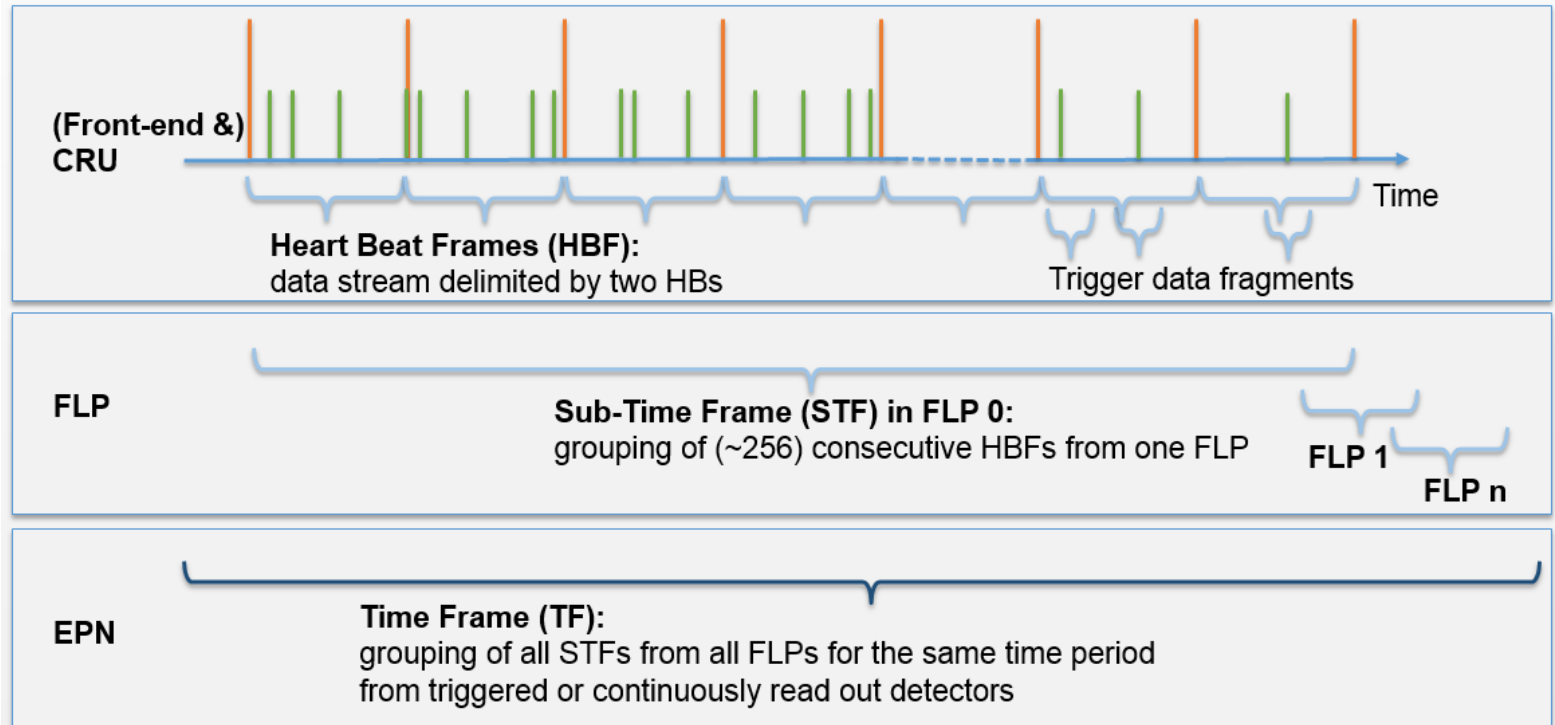 (Front-end &)
CRU
Time
Heart Beat Frames (HBF):
data stream delimited by two HBs
Trigger data fragments
FLP
Sub-Time Frame (STF) in FLP 0:
grouping of (~256) consecutive HBFs from one FLP
FLP 1
FLP n
EPN
Time Frame (TF):
grouping of all STFs from all FLPs for the same time period
from triggered or continuously read out detectors